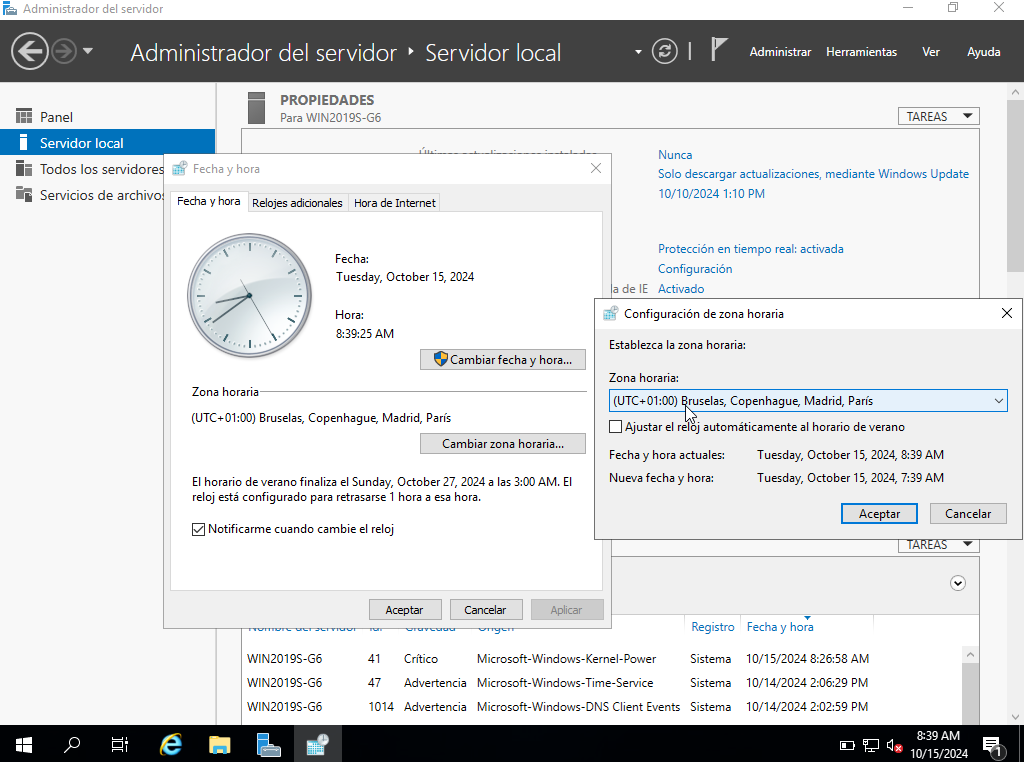 Administrador del servidor
Administrador del servidor
Servidor local
Administrar
Herramientas
Ver
Ayuda
Panel
Servidor local
Todos los servidores
Servicios de archivos
PROPIEDADES
Para WIN2019S-G6
TAREAS
Últimas actualizaciones instaladas
Nunca
Solo descargar actualizaciones, mediante Windows Update
10/10/2024 1:10 PM
Protección en tiempo real: activada
Configuración
da de IE
Activado
Fecha y hora
Fecha y hora
Relojes adicionales
Hora de Internet
Fecha:
Tuesday, October 15, 2024
Hora:
8:39:25 AM
Cambiar fecha y hora...
Zona horaria
(UTC+01:00) Bruselas, Copenhague, Madrid, París
Cambiar zona horaria...
El horario de verano finaliza el Sunday, October 27, 2024 a las 3:00 AM. El
reloj está configurado para retrasarse 1 hora a esa hora.
Notificarme cuando cambie el reloj
Aceptar
Cancelar
Aplicar
Configuración de zona horaria
Establezca la zona horaria:
Zona horaria:
(UTC+01:00) Bruselas, Copenhague, Madrid, París
Ajustar el reloj automáticamente al horario de verano
Fecha y hora actuales: Tuesday, October 15, 2024, 8:39 AM
Nueva fecha y hora: Tuesday, October 15, 2024, 7:39 AM
Aceptar
Cancelar
TAREAS
Nombre del servidor Id. Gravedad Origen Registro Fecha y hora
WIN2019S-G6 41 Crítico Microsoft-Windows-Kernel-Power Sistema 10/15/2024 8:26:58 AM
WIN2019S-G6 47 Advertencia Microsoft-Windows-Time-Service Sistema 10/14/2024 2:06:29 PM
WIN2019S-G6 1014 Advertencia Microsoft-Windows-DNS Client Events Sistema 10/14/2024 2:02:59 PM
8:39 AM
10/15/2024
1